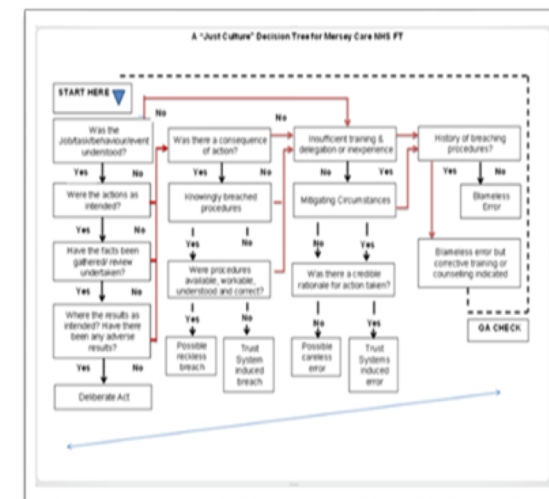 A "Just Culture" Decision Tree for Mersey Care NHS FT
START HERE
No
No
Was the
Job/task/behaviour/event
understood?
Yes
No
Were the actions as
intended?
Yes
No
Have the facts been
gathered/ review
undertaken?
Yes
No
Where the results as
intended? Have there
been any adverse
results?
Yes
No
Deliberate Act
Was there a consequence
of action?
Yes
No
Knowingly breached
procedures
Yes
No
Were procedures
available, workable,
understood and correct?
Yes
No
Possible
reckless
breach
Trust
System
induced
breach
Insufficient training &
delegation or inexperience
No
Yes
Mitigating Circumstances
No
Yes
Was there a credible
rationale for action taken?
No
Yes
Possible
careless
error
Trust
Systems
induced
error
History of breaching
procedures?
Yes
No
Blameless
Error
Blameless error but
corrective training or
counseling indicated
QA CHECK